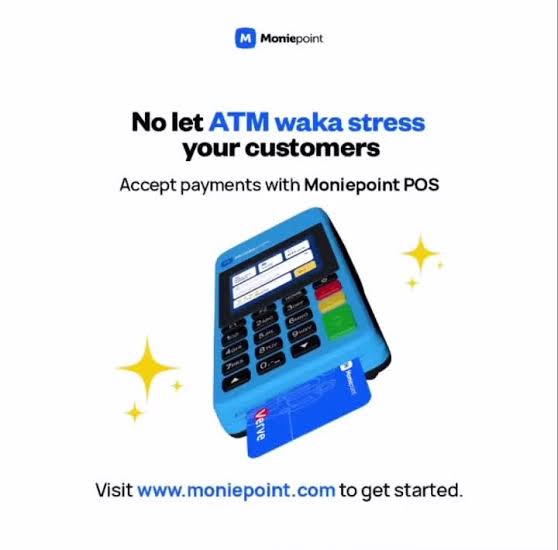 Moniepoint
No let ATM waka stress
your customers
Accept payments with Moniepoint POS
Moniepoint
Verve
Visit www.moniepoint.com to get started.